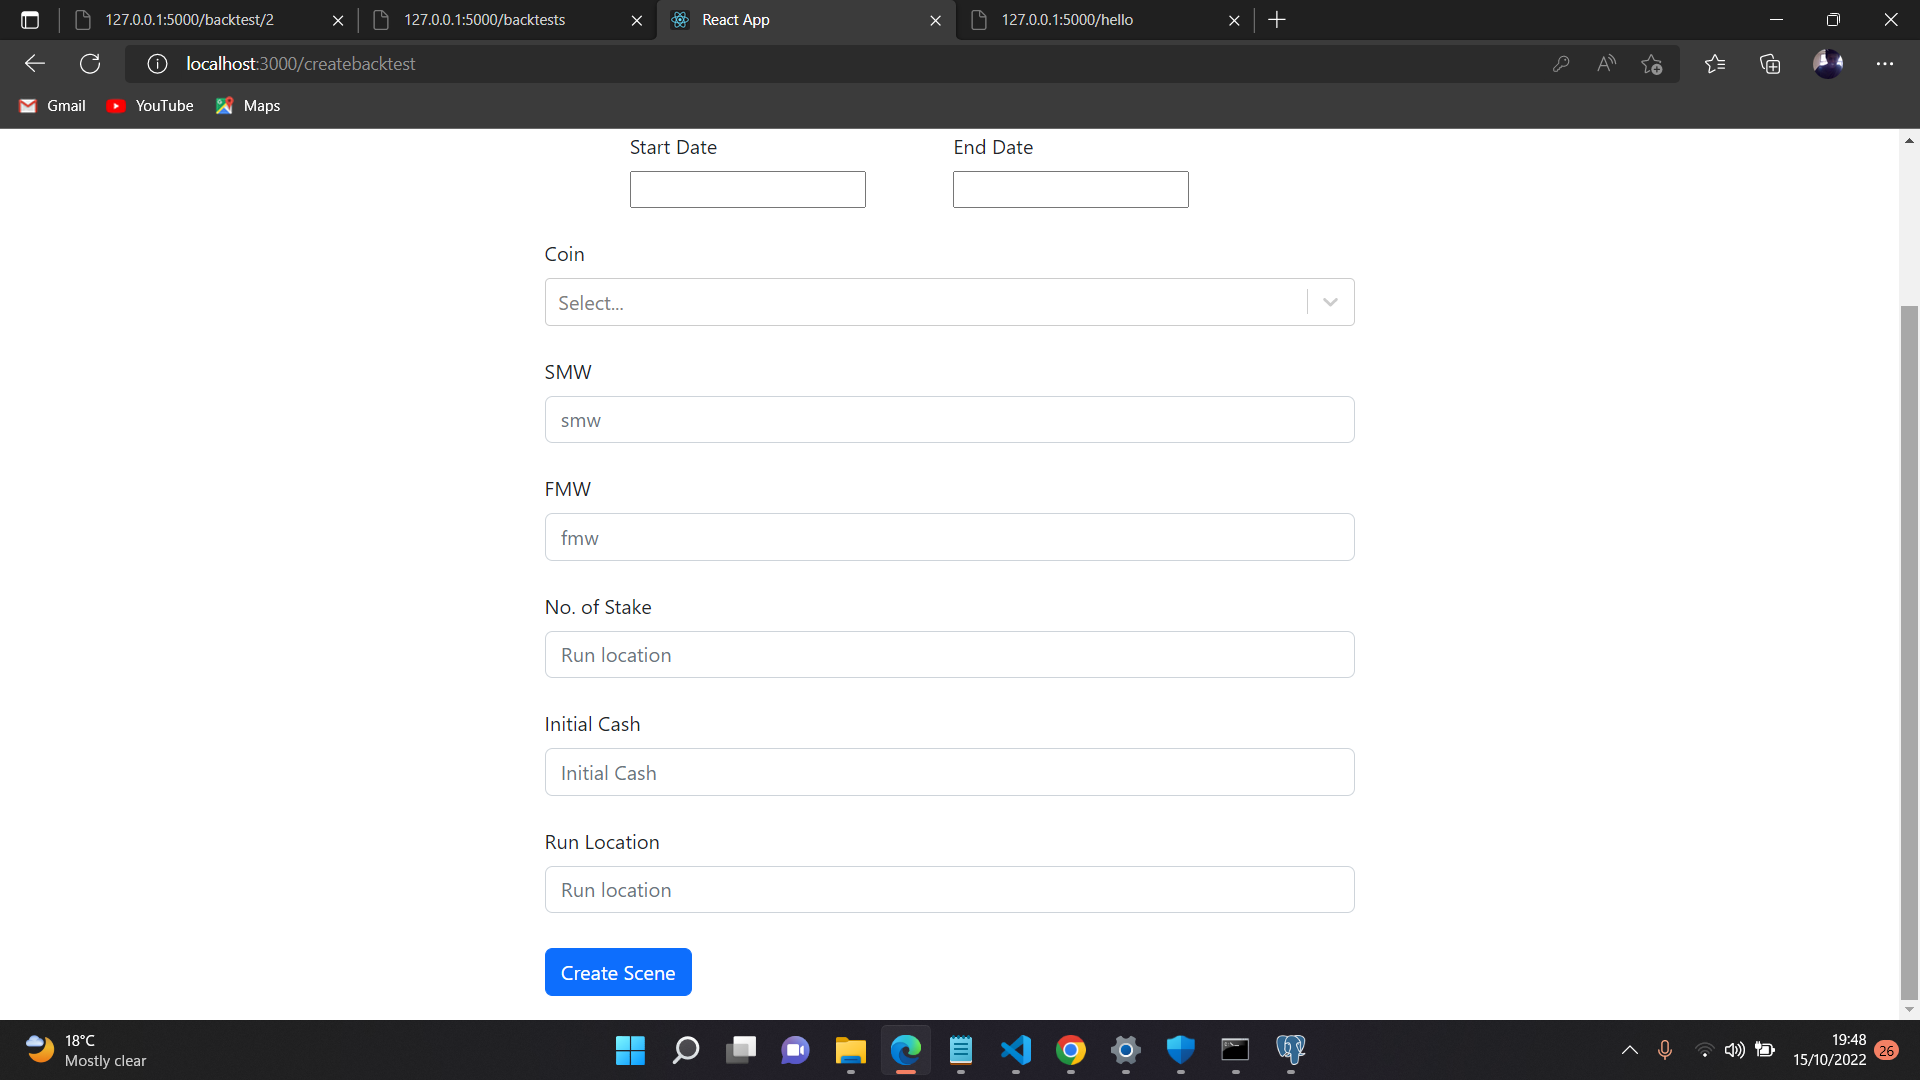 127.0.0.1:5000/backtest/2
127.0.0.1:5000/backtests
React App
127.0.0.1:5000/hello
localhost:3000/createbacktest
Gmail
YouTube
Maps
Start Date
End Date
Coin
Select...
SMW
smw
FMW
fmw
No. of Stake
Run location
Initial Cash
Initial Cash
Run Location
Run location
Create Scene
18°C
Mostly clear
19:48
15/10/2022
26